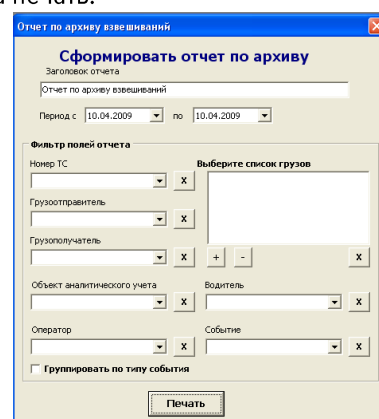 Отчет по архиву взвешиваний
X
Сформировать отчет по архиву
Заголовок отчета
Отчет по архиву взвешиваний
Период с 10.04.2009 по 10.04.2009
Фильтр полей отчета
Номер ТС
X
Выберите список грузов
Грузоотправитель
X
Грузополучатель
X
+ - X
Объект аналитического учета Водитель
X X
Оператор Событие
X X
Группировать по типу события
Печать